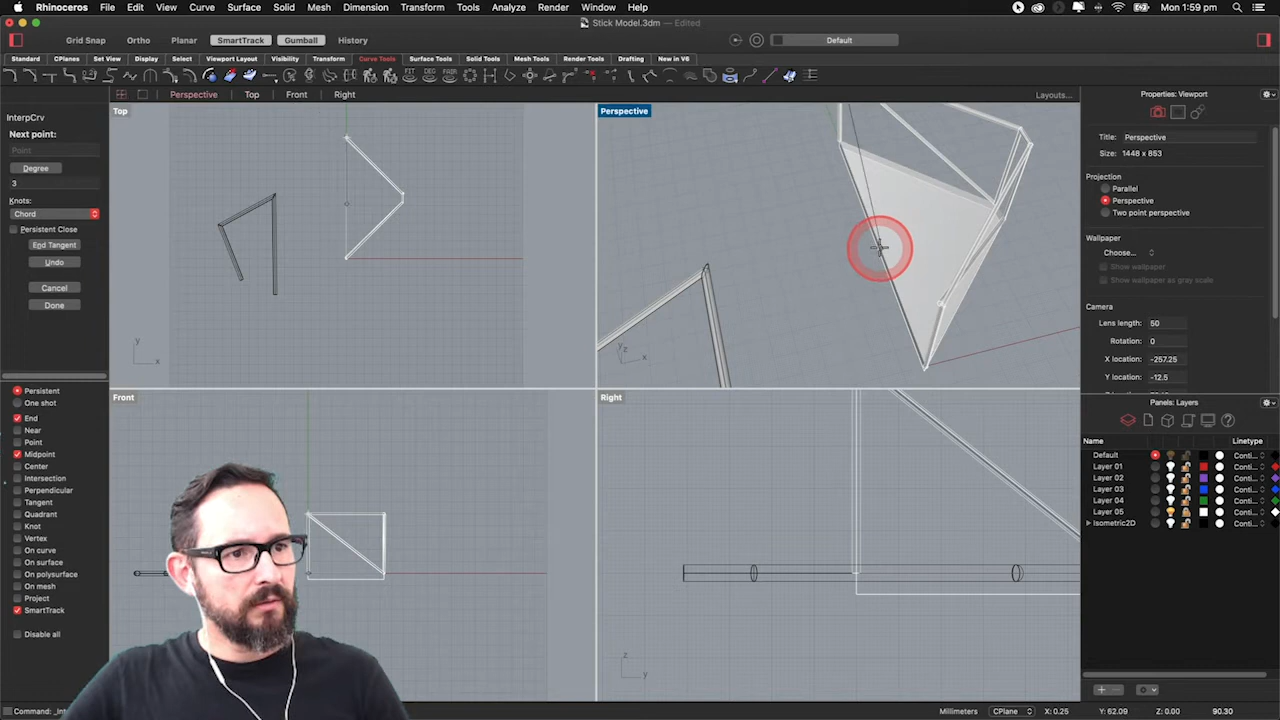 Rhinoceros File Edit View Curve Surface Solid Mesh Dimension Transform Tools Analyze Render Window Help
Mon 1:59 pm
Stick Model.3dm — Edited
Grid Snap Ortho Planar SmartTrack Gumball History
Default
Standard CPlanes Set View Display Select Viewport Layout Visibility Transform Curve Tools Surface Tools Solid Tools Mesh Tools Render Tools Drafting New in V6
Perspective Top Front Right
Layouts...
Properties: Viewport
InterpCrv
Next point:
Point
Degree
3
Knots:
Chord
Persistent Close
End Tangent
Undo
Cancel
Done
Top
y
x
Perspective
y
z
x
Title: Perspective
Size: 1448 x 853
Projection
Parallel
Perspective
Two point perspective
Wallpaper
Choose...
Show wallpaper
Show wallpaper as gray scale
Camera
Lens length: 50
Rotation: 0
X location: -257.25
Y location: -12.5
Persistent
One shot
End
Near
Point
Midpoint
Center
Intersection
Perpendicular
Tangent
Quadrant
Knot
Vertex
On curve
On surface
On polysurface
On mesh
Project
SmartTrack
Disable all
Front
Right
z
y
Panels: Layers
Name Linetype
Default Conti...
Layer 01 Conti...
Layer 02 Conti...
Layer 03 Conti...
Layer 04 Conti...
Layer 05 Conti...
Isometric2D Conti...
Command: _Int
Millimeters CPlane X: 0.25 Y: 62.09 Z: 0.00 90.30